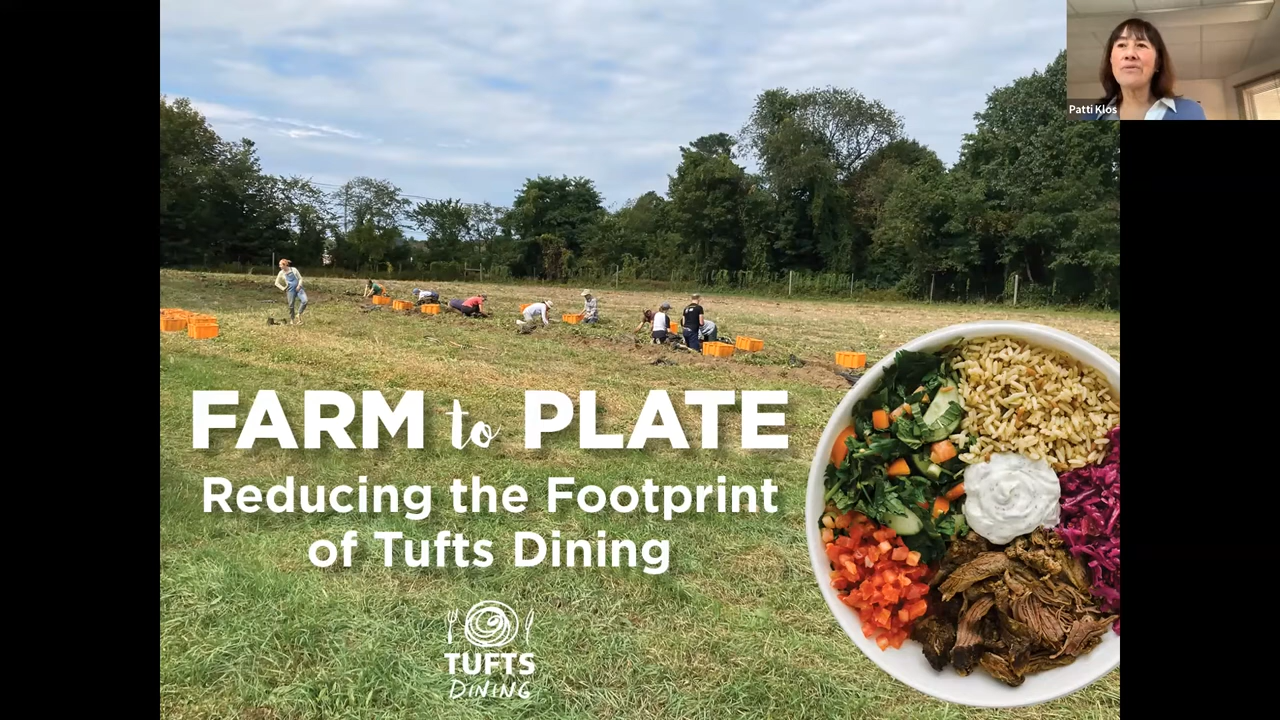 Patti Klos
FARM to PLATE
Reducing the Footprint
of Tufts Dining
TUFTS
DINING